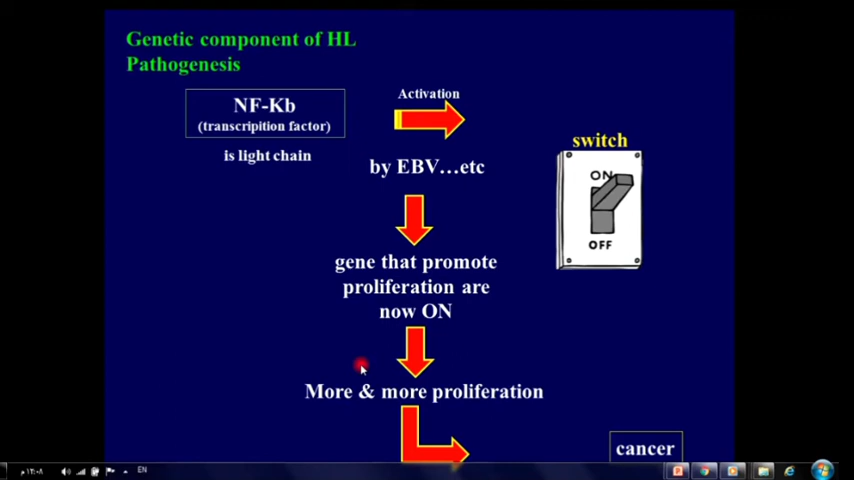 Genetic component of HL
Pathogenesis
NF-Kb
(transcripition factor)
is light chain
Activation
by EBV...etc
switch
ON
OFF
gene that promote
proliferation are
now ON
More & more proliferation
cancer
EN